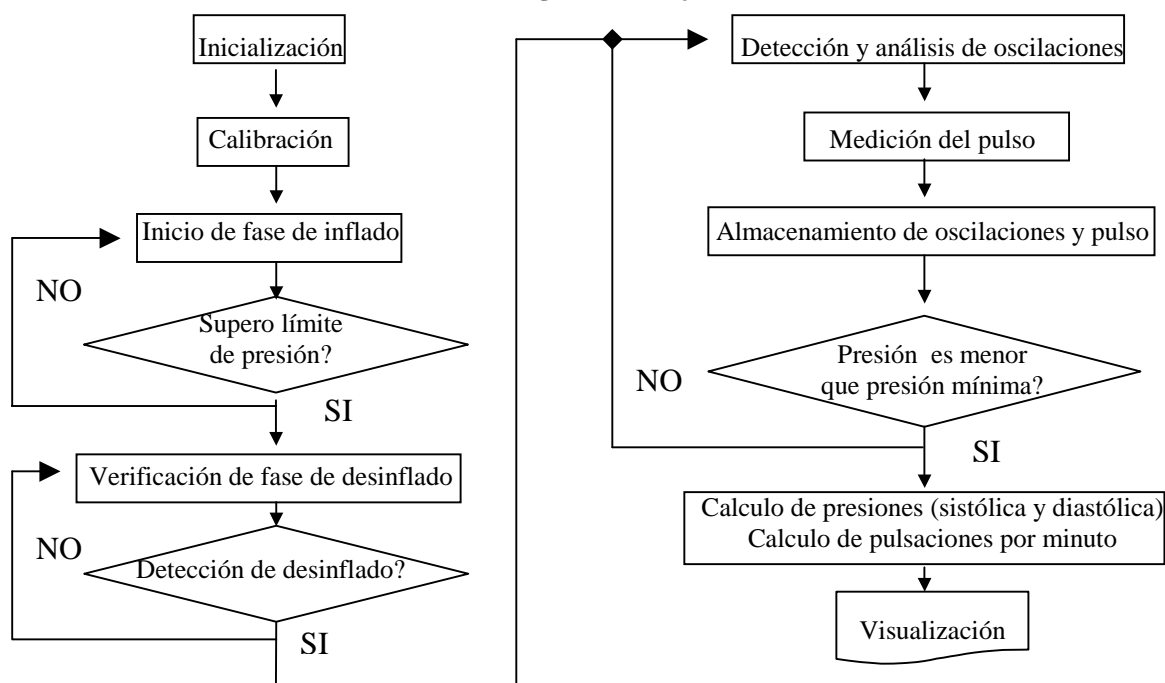 Inicialización
Calibración
Inicio de fase de inflado
NO
Supero límite
de presión?
SI
Verificación de fase de desinflado
NO
Detección de desinflado?
SI
Detección y análisis de oscilaciones
Medición del pulso
Almacenamiento de oscilaciones y pulso
Presión es menor
que presión mínima?
NO
SI
Calculo de presiones (sistólica y diastólica)
Calculo de pulsaciones por minuto
Visualización